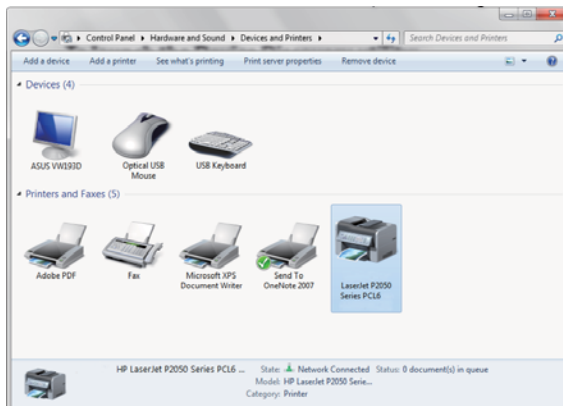 Control Panel ▸ Hardware and Sound ▸ Devices and Printers ▸
Search Devices and Printers
Add a device Add a printer See what's printing Print server properties Remove device
Devices (4)
ASUS VW193D
Optical USB
Mouse
USB Keyboard
Printers and Faxes (5)
Adobe PDF
Fax
Microsoft XPS
Document Writer
Send To
OneNote 2007
LaserJet P2050
Series PCL6
HP LaserJet P2050 Series PCL6 ... State: Network Connected Status: 0 document(s) in queue
Model: HP LaserJet P2050 Serie...
Category: Printer